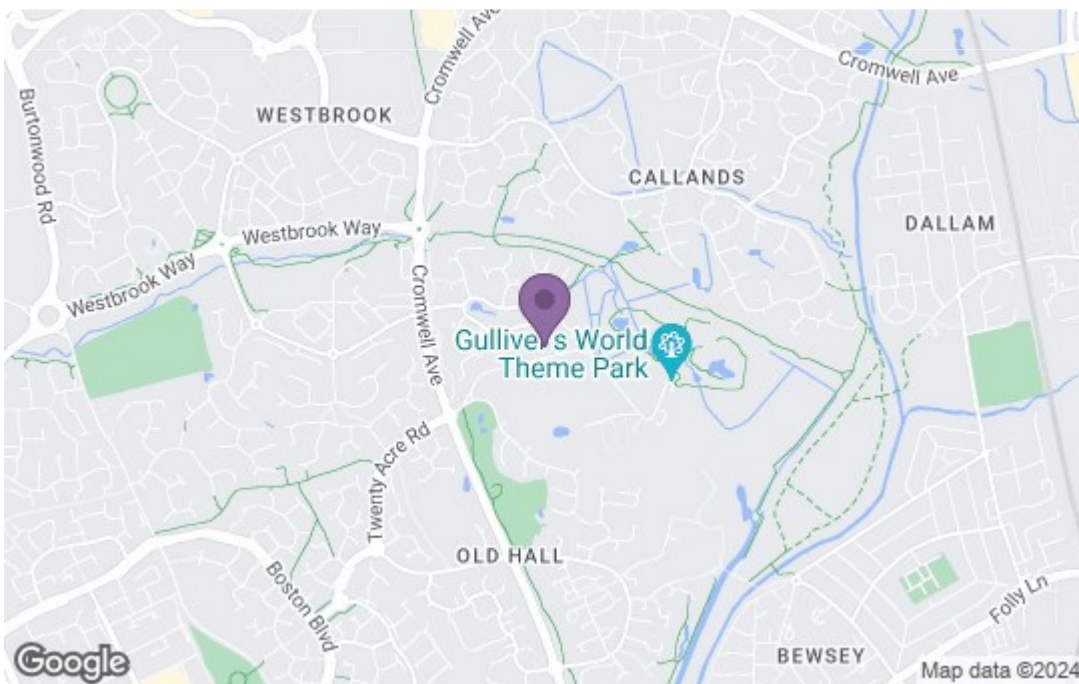 Cromwell Ave
Cromwell Ave
Burtonwood Rd
WESTBROOK
CALLANDS
DALLAM
Westbrook Way
Westbrook Way
Cromwell Ave
Gulliver's World
Theme Park
Twenty Acre Rd
OLD HALL
Boston Blvd
Folly Ln
BEWSEY
Google
Map data ©2024